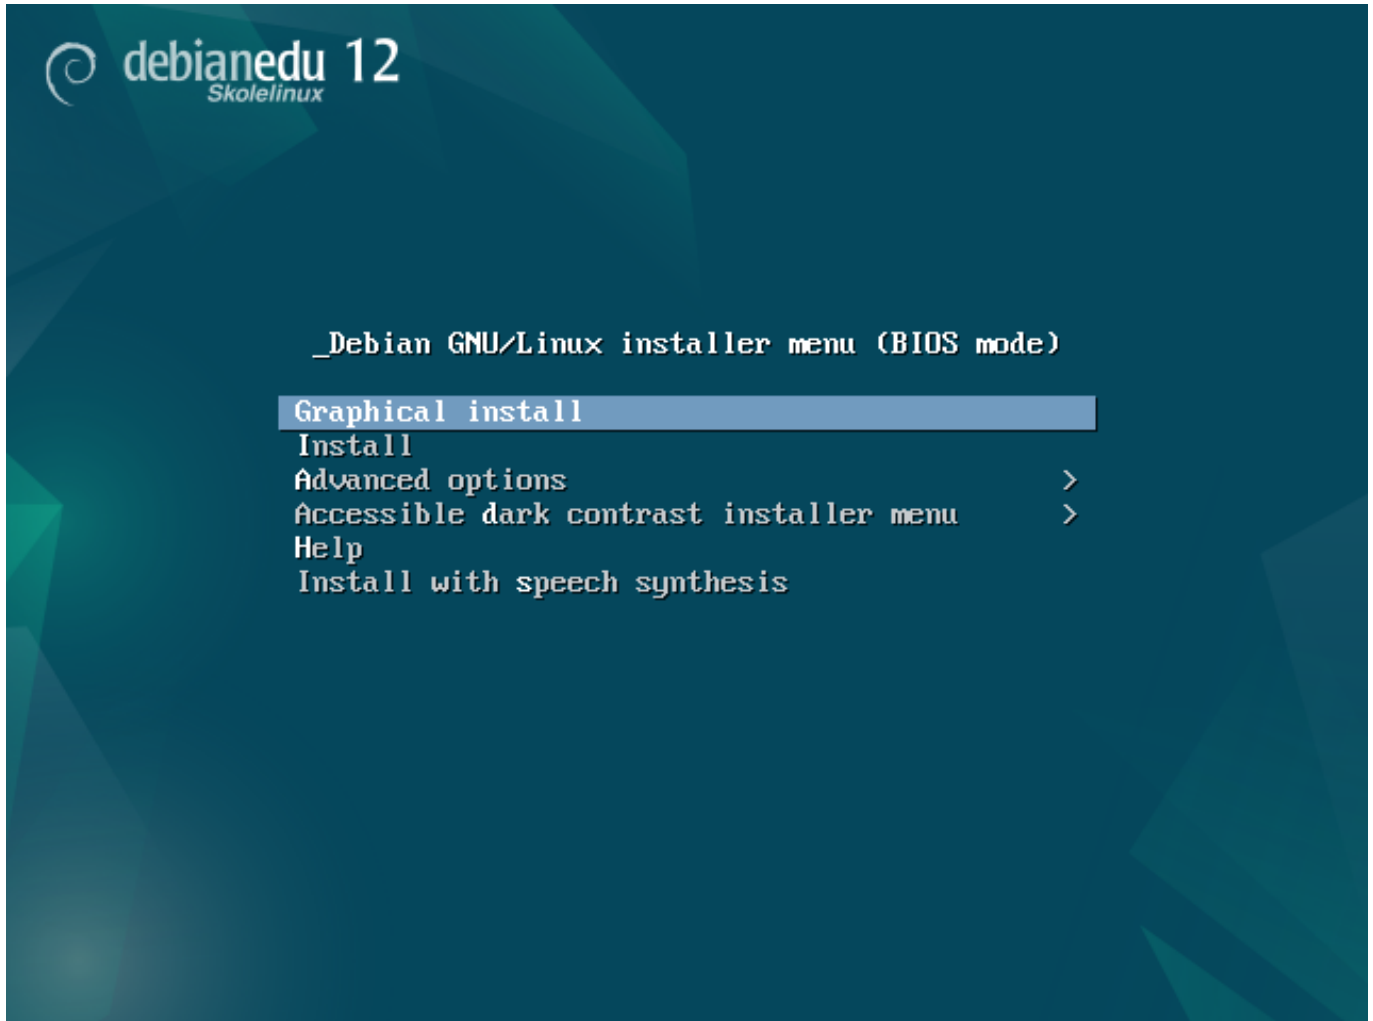 debianedu 12
Skolelinux
_Debian GNU/Linux installer menu (BIOS mode)
Graphical install
Install
Advanced options >
Accessible dark contrast installer menu >
Help
Install with speech synthesis